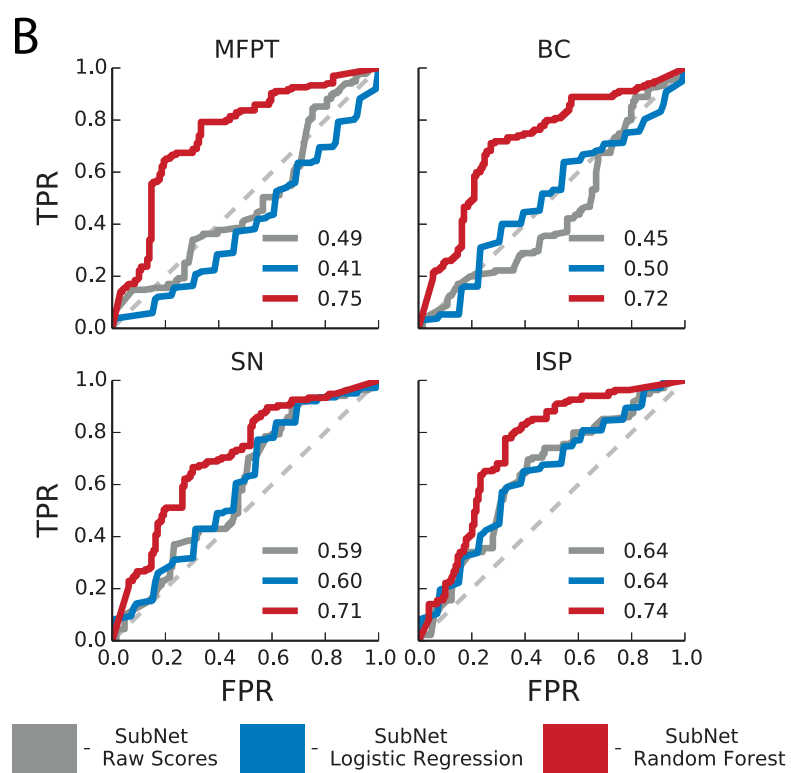 B
MFPT
BC
1.0
0.8
0.6
0.4
0.2
0.0
TPR
0.49
0.41
0.75
0.45
0.50
0.72
SN
ISP
1.0
0.8
0.6
0.4
0.2
0.0
TPR
0.59
0.60
0.71
0.64
0.64
0.74
0.0 0.2 0.4 0.6 0.8 1.0
0.0 0.2 0.4 0.6 0.8 1.0
FPR
FPR
- SubNet
Raw Scores
- SubNet
Logistic Regression
- SubNet
Random Forest